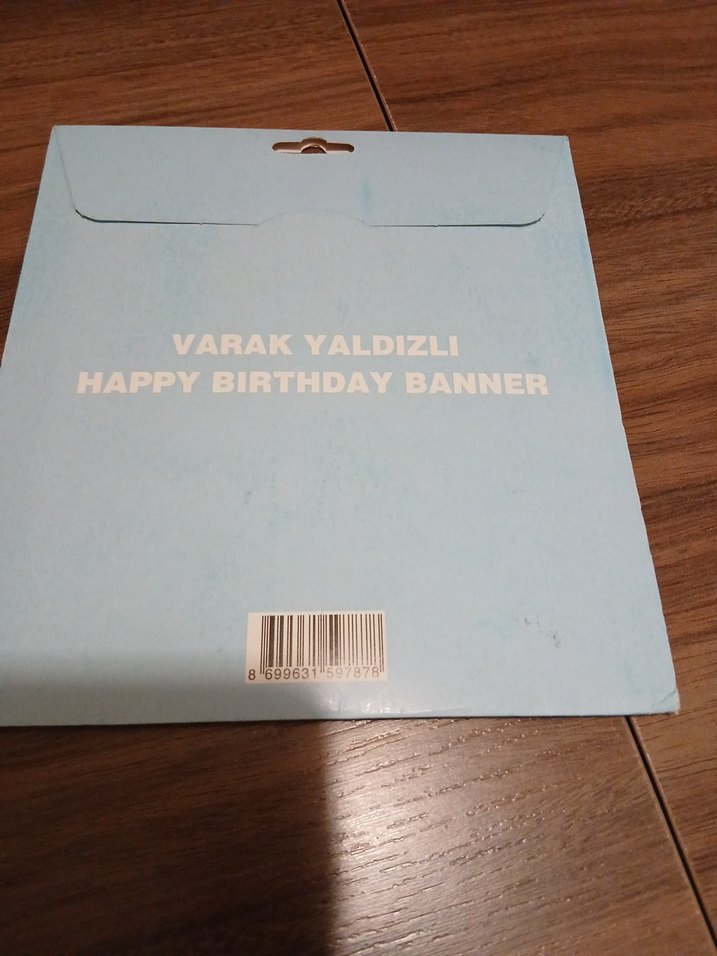 VARAK YALDIZLI
HAPPY BIRTHDAY BANNER
8 699631 597878